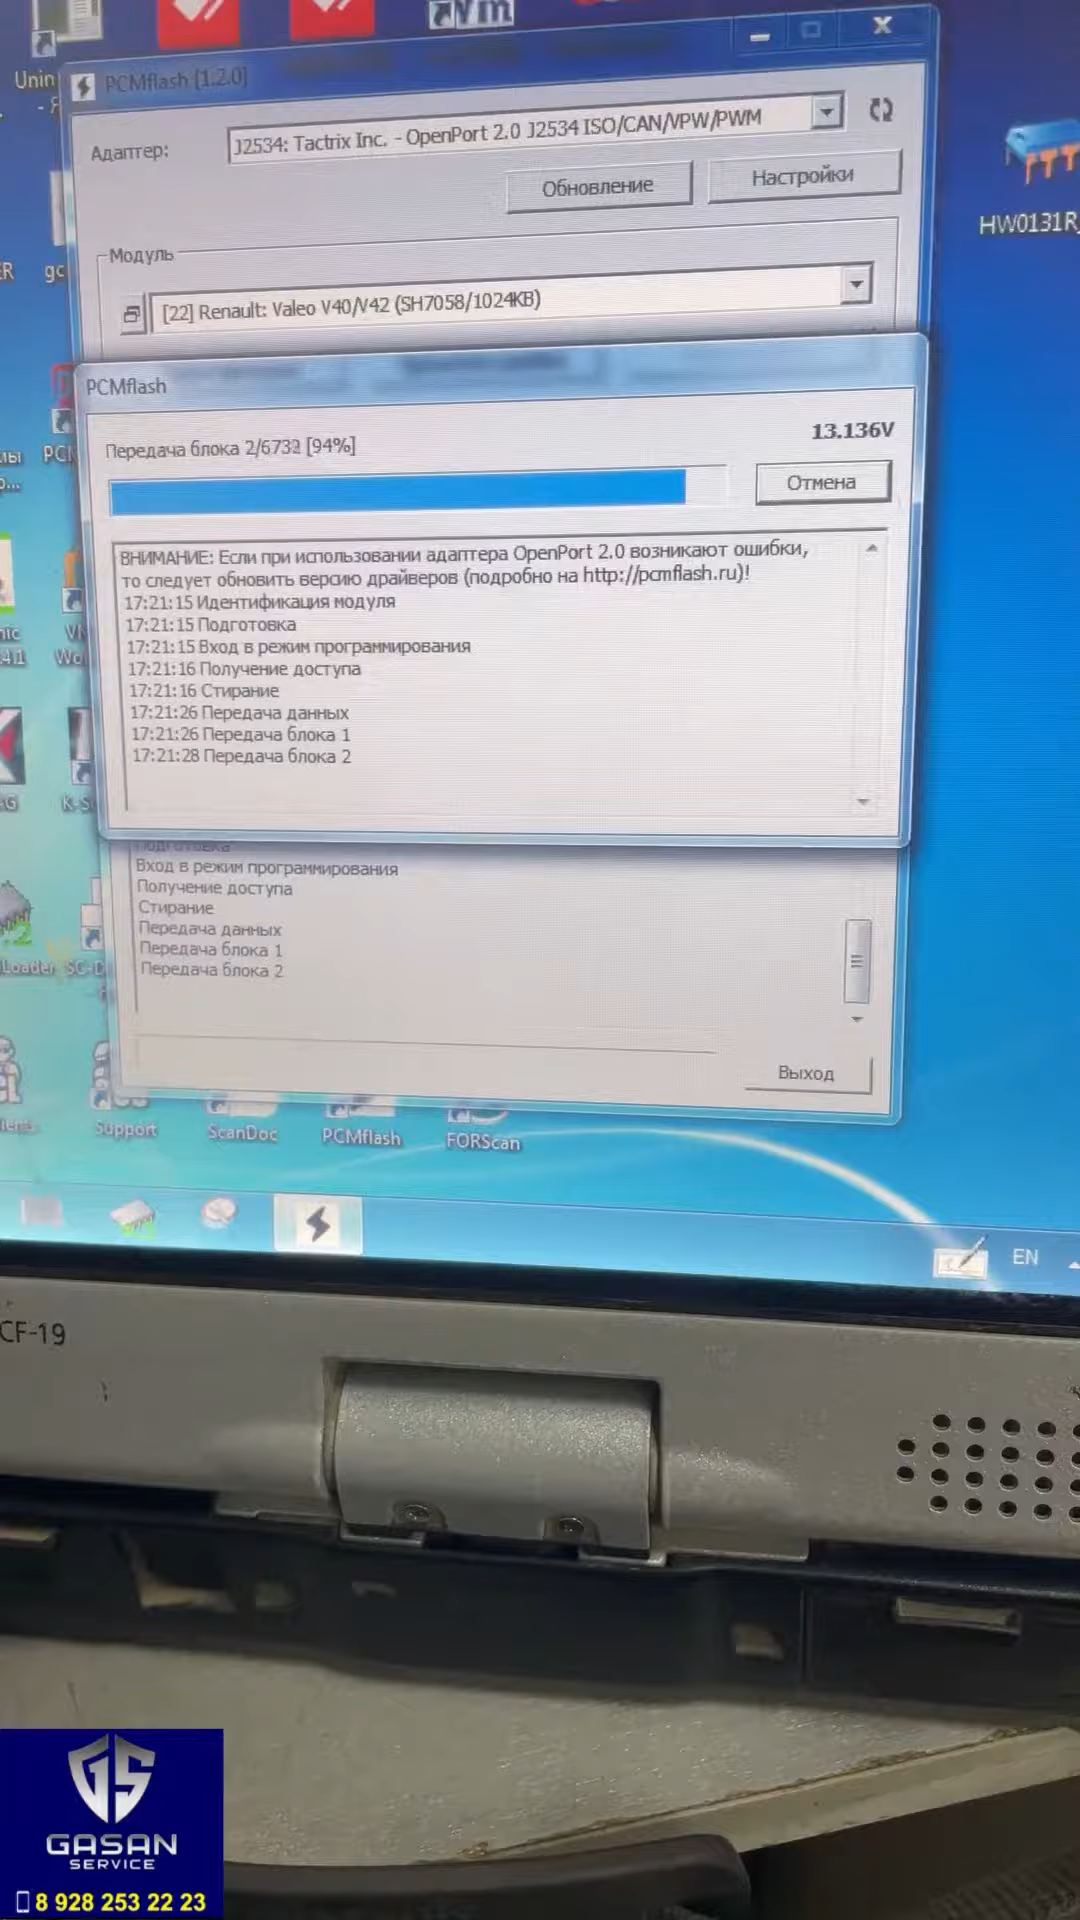 Unin
PCMflash [1.2.0]
Адаптер:
J2534: Tactrix Inc. - OpenPort 2.0 J2534 ISO/CAN/VPW/PWM
Обновление
Настройки
HW0131R
Модуль
ER
gc
[22] Renault: Valeo V40/V42 (SH7058/1024KB)
PCMflash
13.136V
Передача блока 2/6732 [94%]
Отмена
ВНИМАНИЕ: Если при использовании адаптера OpenPort 2.0 возникают ошибки,
то следует обновить версию драйверов (подробно на http://pcmflash.ru)!
17:21:15 Идентификация модуля
17:21:15 Подготовка
17:21:15 Вход в режим программирования
17:21:16 Получение доступа
17:21:16 Стирание
17:21:26 Передача данных
17:21:26 Передача блока 1
17:21:28 Передача блока 2
Подготовка
Вход в режим программирования
Получение доступа
Стирание
Передача данных
Передача блока 1
Передача блока 2
Выход
Loader
Support
ScanDoc
PCMflash
FORScan
EN
CF-19
GS
GASAN
SERVICE
8 928 253 22 23